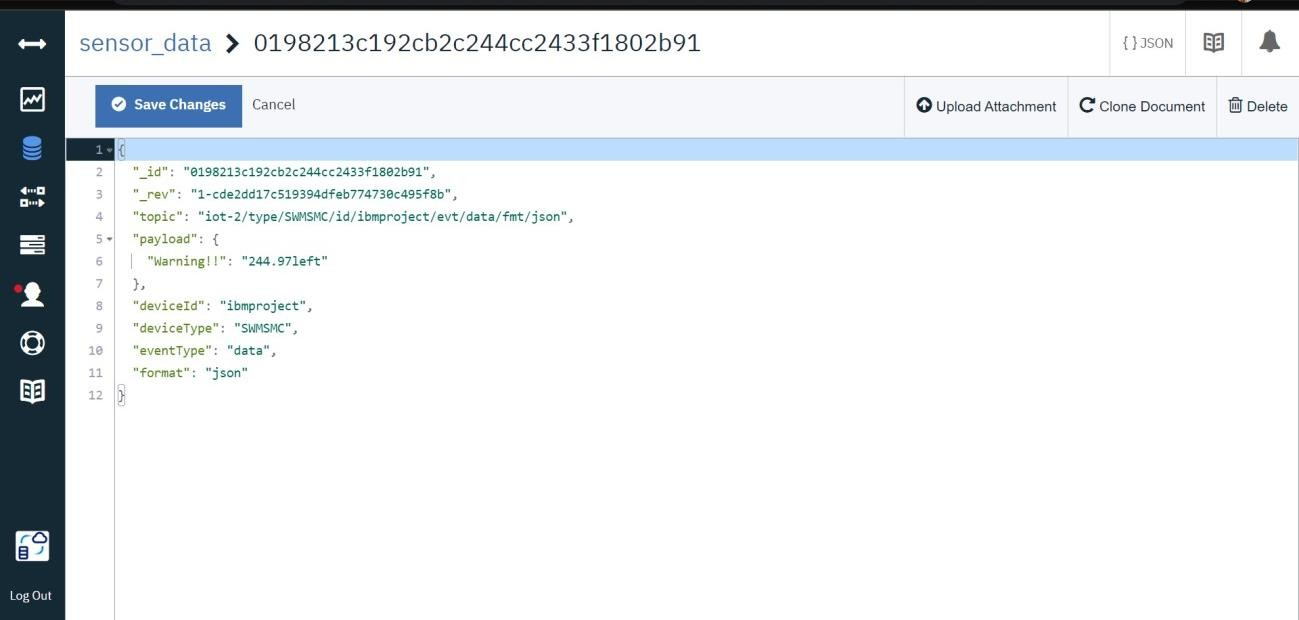 sensor_data > 0198213c192cb2c244cc2433f1802b91
{ } JSON
Save Changes
Cancel
Upload Attachment
Clone Document
Delete
1 {
2 "_id": "0198213c192cb2c244cc2433f1802b91",
3 "_rev": "1-cde2dd17c519394dfeb774730c495f8b",
4 "topic": "iot-2/type/SWMSMC/id/ibmproject/evt/data/fmt/json",
5 "payload": {
6 "Warning!!": "244.97left"
7 },
8 "deviceId": "ibmproject",
9 "deviceType": "SWMSMC",
10 "eventType": "data",
11 "format": "json"
12 }
Log Out